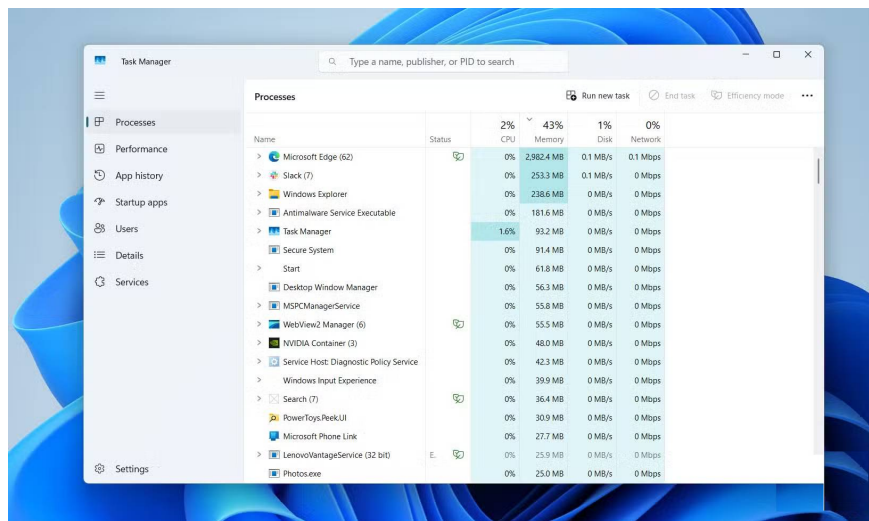 Task Manager
Type a name, publisher, or PID to search
Processes
Run new task
End task
Efficiency mode
Processes
Performance
App history
Startup apps
Users
Details
Services
Settings
2% 43% 1% 0%
Name Status CPU Memory Disk Network
Microsoft Edge (62) 0% 2,982.4 MB 0.1 MB/s 0.1 Mbps
Slack (7) 0% 253.3 MB 0.1 MB/s 0 Mbps
Windows Explorer 0% 238.6 MB 0 MB/s 0 Mbps
Antimalware Service Executable 0% 181.6 MB 0 MB/s 0 Mbps
Task Manager 1.6% 93.2 MB 0 MB/s 0 Mbps
Secure System 0% 91.4 MB 0 MB/s 0 Mbps
Start 0% 61.8 MB 0 MB/s 0 Mbps
Desktop Window Manager 0% 56.3 MB 0 MB/s 0 Mbps
MSPCManagerService 0% 55.8 MB 0 MB/s 0 Mbps
WebView2 Manager (6) 0% 55.5 MB 0 MB/s 0 Mbps
NVIDIA Container (3) 0% 48.0 MB 0 MB/s 0 Mbps
Service Host: Diagnostic Policy Service 0% 42.3 MB 0 MB/s 0 Mbps
Windows Input Experience 0% 39.9 MB 0 MB/s 0 Mbps
Search (7) 0% 36.4 MB 0 MB/s 0 Mbps
PowerToys.Peek.UI 0% 30.9 MB 0 MB/s 0 Mbps
Microsoft Phone Link 0% 27.7 MB 0 MB/s 0 Mbps
LenovoVantageService (32 bit) E. 0% 25.9 MB 0 MB/s 0 Mbps
Photos.exe 0% 25.0 MB 0 MB/s 0 Mbps